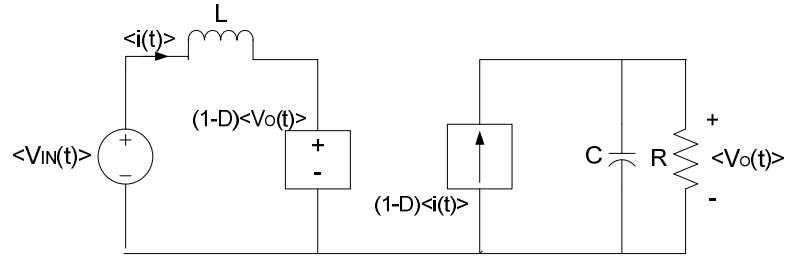 L
<i(t)>
(1-D)<VO(t)>
+
-
<VIN(t)>
+
−
(1-D)<i(t)>
C
R
+
<VO(t)>
-